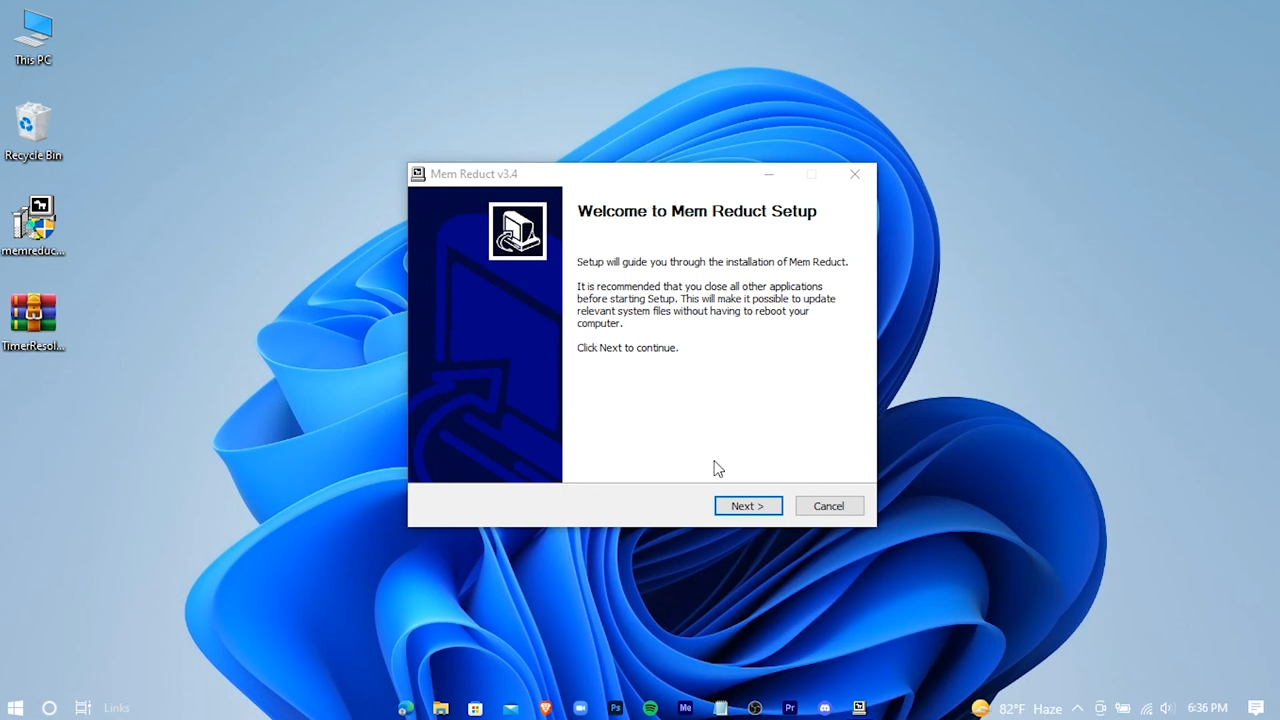 This PC
Recycle Bin
memreduc...
TimerResol...
Mem Reduct v3.4
Welcome to Mem Reduct Setup
Setup will guide you through the installation of Mem Reduct.
It is recommended that you close all other applications
before starting Setup. This will make it possible to update
relevant system files without having to reboot your
computer.
Click Next to continue.
Next >
Cancel
Links
Ps
Me
Pr
82°F Haze
6:36 PM